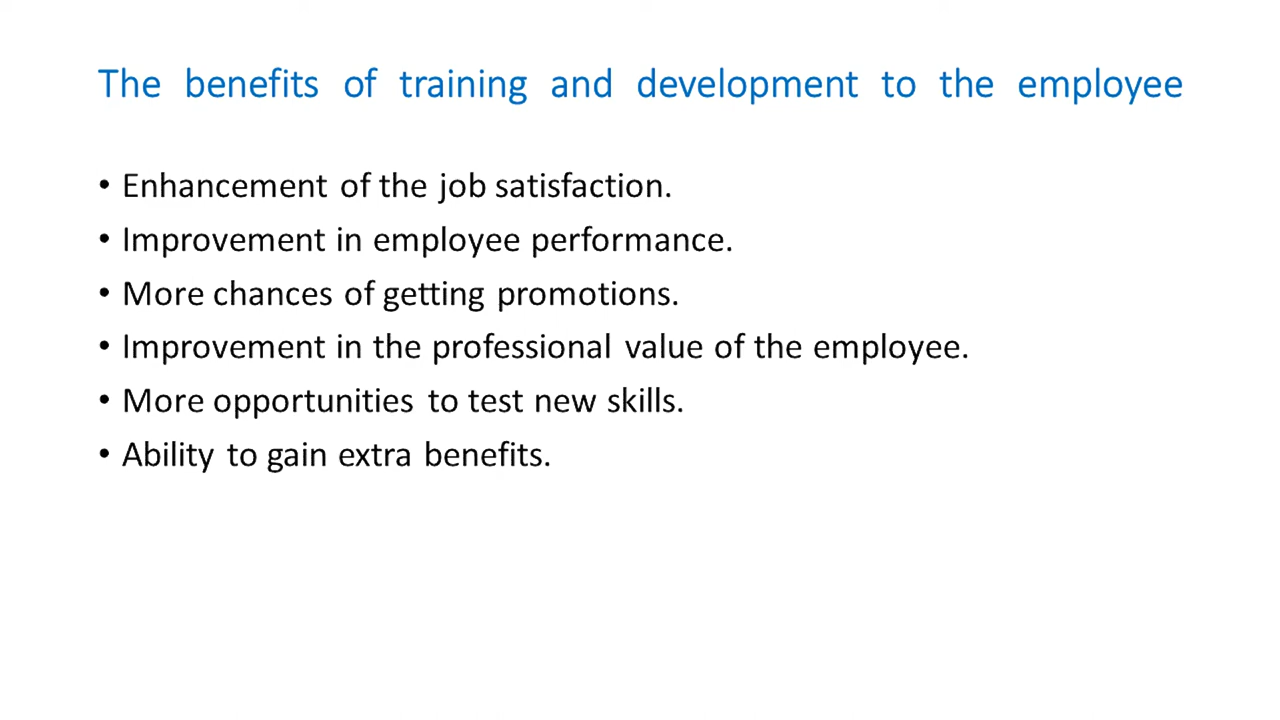 The benefits of training and development to the employee
• Enhancement of the job satisfaction.
• Improvement in employee performance.
• More chances of getting promotions.
• Improvement in the professional value of the employee.
• More opportunities to test new skills.
• Ability to gain extra benefits.